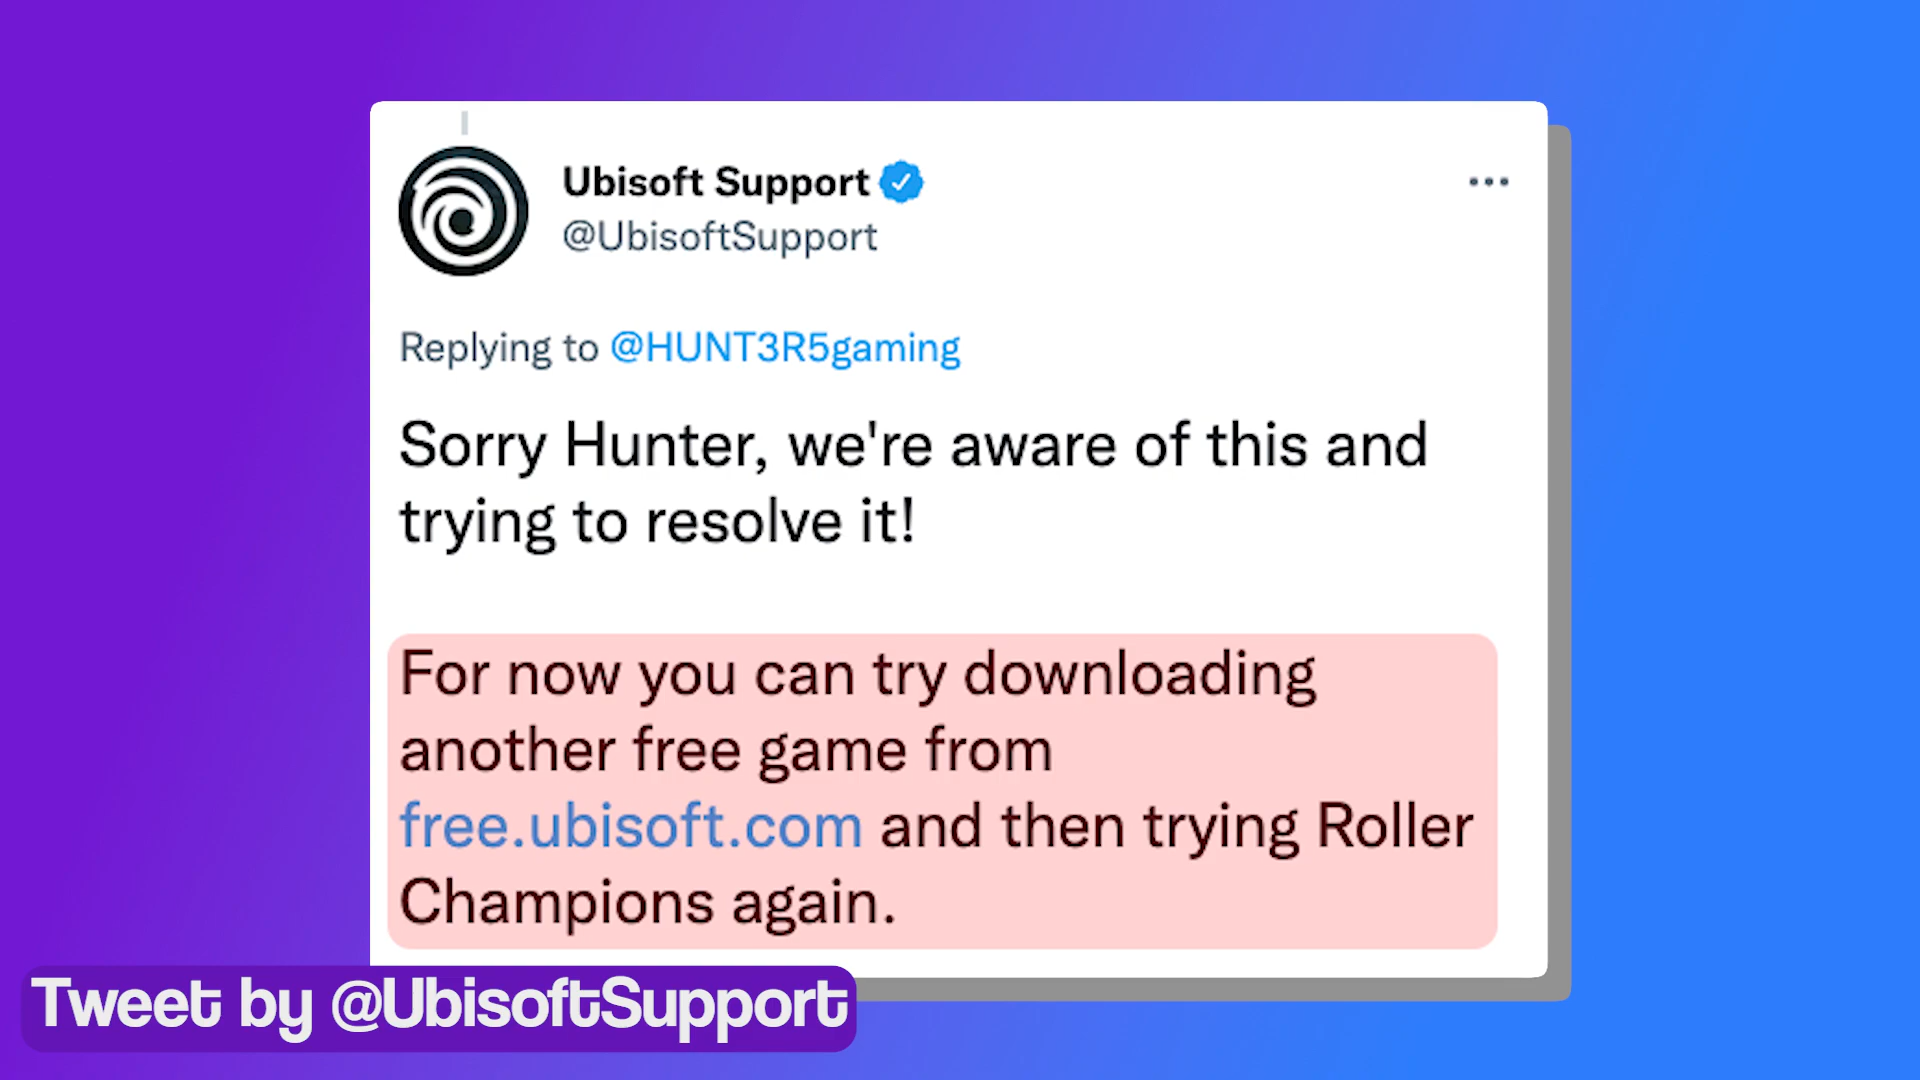 Ubisoft Support
@UbisoftSupport
Replying to @HUNT3R5gaming
Sorry Hunter, we're aware of this and
trying to resolve it!
For now you can try downloading
another free game from
free.ubisoft.com and then trying Roller
Champions again.
Tweet by @UbisoftSupport